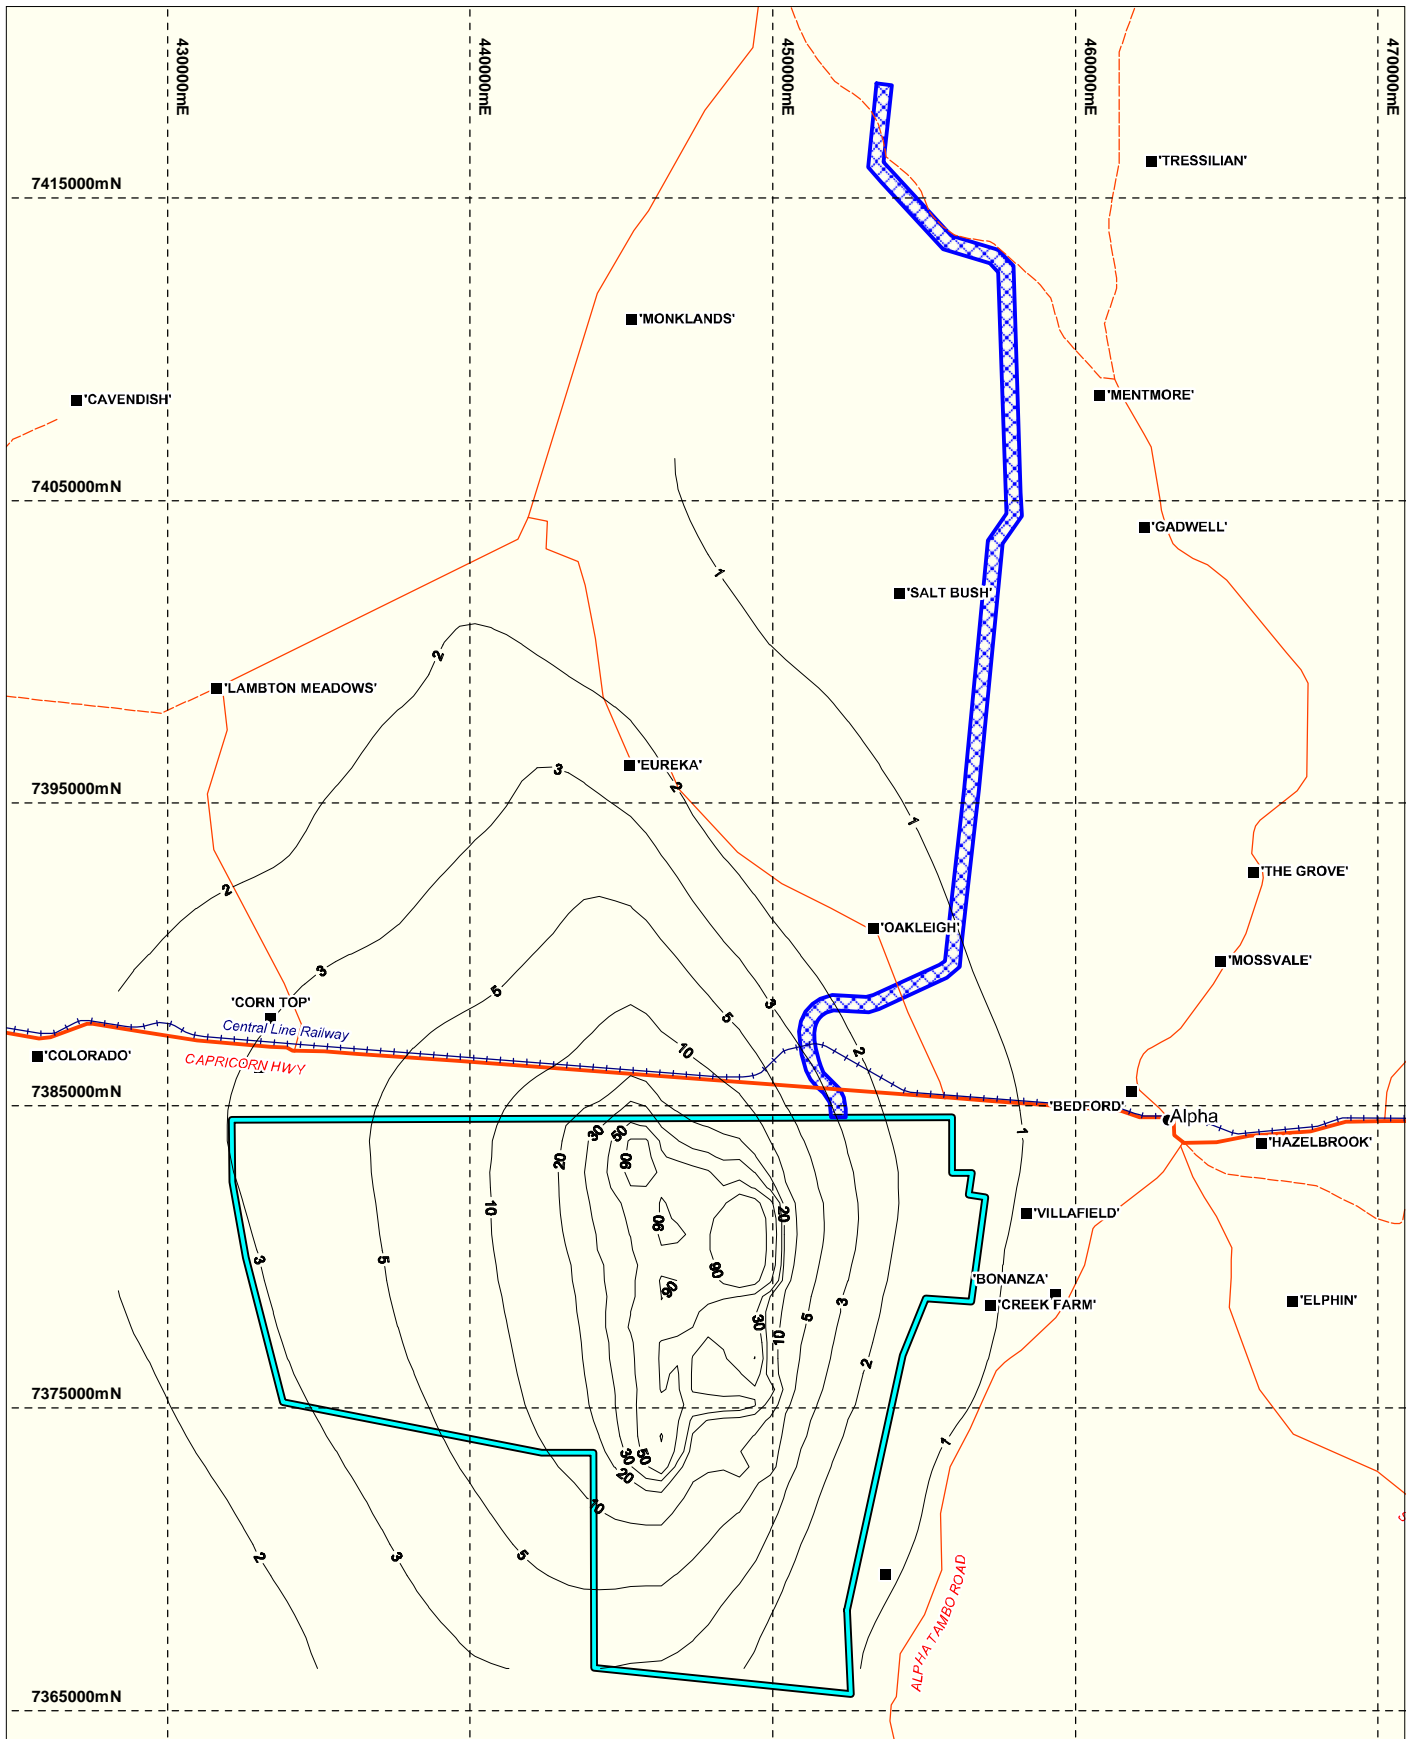 430000mE
440000mE
450000mE
460000mE
470000mE
'TRESSILIAN'
7415000mN
'MONKLANDS'
'CAVENDISH'
'MENTMORE'
7405000mN
'GADWELL'
1
'SALT BUSH'
2
'LAMBTON MEADOWS'
'EUREKA'
3
2
7395000mN
1
'THE GROVE'
2
'OAKLEIGH'
'MOSSVALE'
3
5
'CORN TOP'
3
5
Central Line Railway
'COLORADO'
CAPRICORN HWY
10
2
7385000mN
'BEDFORD'
Alpha
30
50
1
'HAZELBROOK'
20
90
10
90
20
'VILLAFIELD'
3
5
90
'BONANZA'
90
3
'CREEK FARM'
'ELPHIN'
5
30
10
2
7375000mN
1
30
50
20
10
2
3
5
ALPHA TAMBO ROAD
7365000mN